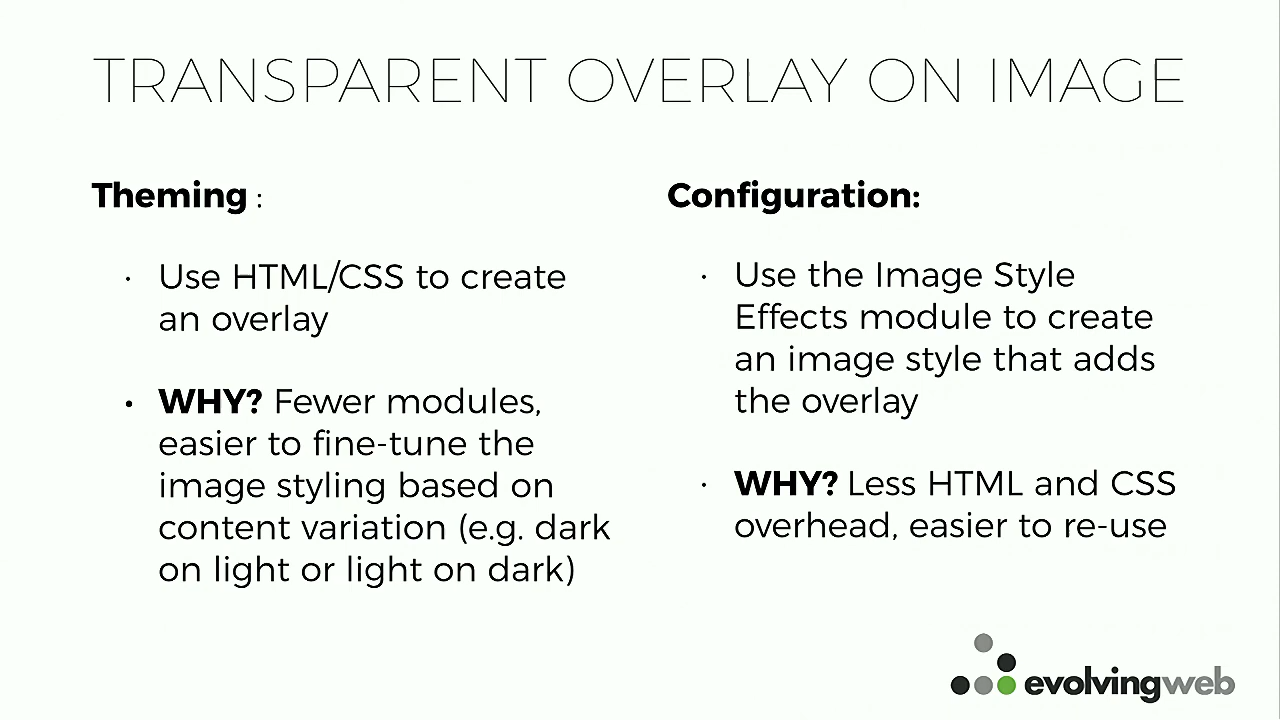 TRANSPARENT OVERLAY ON IMAGE
Theming :
· Use HTML/CSS to create
an overlay
· WHY? Fewer modules,
easier to fine-tune the
image styling based on
content variation (e.g. dark
on light or light on dark)
Configuration:
· Use the Image Style
Effects module to create
an image style that adds
the overlay
· WHY? Less HTML and CSS
overhead, easier to re-use
evolvingweb